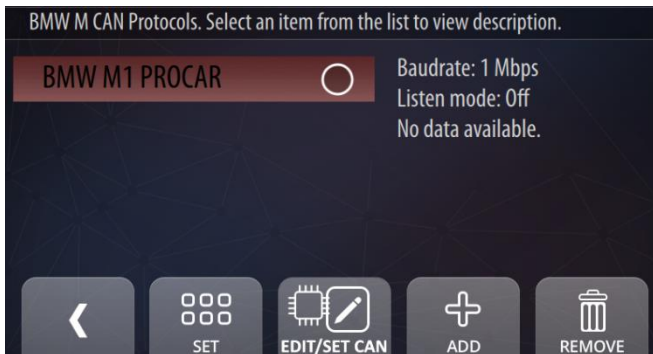 BMW M CAN Protocols. Select an item from the list to view description.
BMW M1 PROCAR
Baudrate: 1 Mbps
Listen mode: Off
No data available.
SET
EDIT/SET CAN
ADD
REMOVE